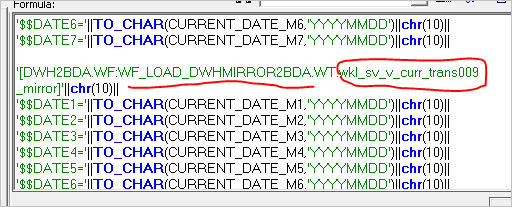 Formula:
'$$DATE6='||TO_CHAR(CURRENT_DATE_M6,'YYYYMMDD')||chr(10)||
'$$DATE7='||TO_CHAR(CURRENT_DATE_M7,'YYYYMMDD')||chr(10)||
'[DWH2BDA.WF:WF_LOAD_DWHMIRROR2BDA.WT:wkl_sv_v_curr_trans009
_mirror]'||chr(10)||
'$$DATE1='||TO_CHAR(CURRENT_DATE_M1,'YYYYMMDD')||chr(10)||
'$$DATE2='||TO_CHAR(CURRENT_DATE_M2,'YYYYMMDD')||chr(10)||
'$$DATE3='||TO_CHAR(CURRENT_DATE_M3,'YYYYMMDD')||chr(10)||
'$$DATE4='||TO_CHAR(CURRENT_DATE_M4,'YYYYMMDD')||chr(10)||
'$$DATE5='||TO_CHAR(CURRENT_DATE_M5,'YYYYMMDD')||chr(10)||
'$$DATE6='||TO_CHAR(CURRENT_DATE_M6,'YYYYMMDD')||chr(10)||